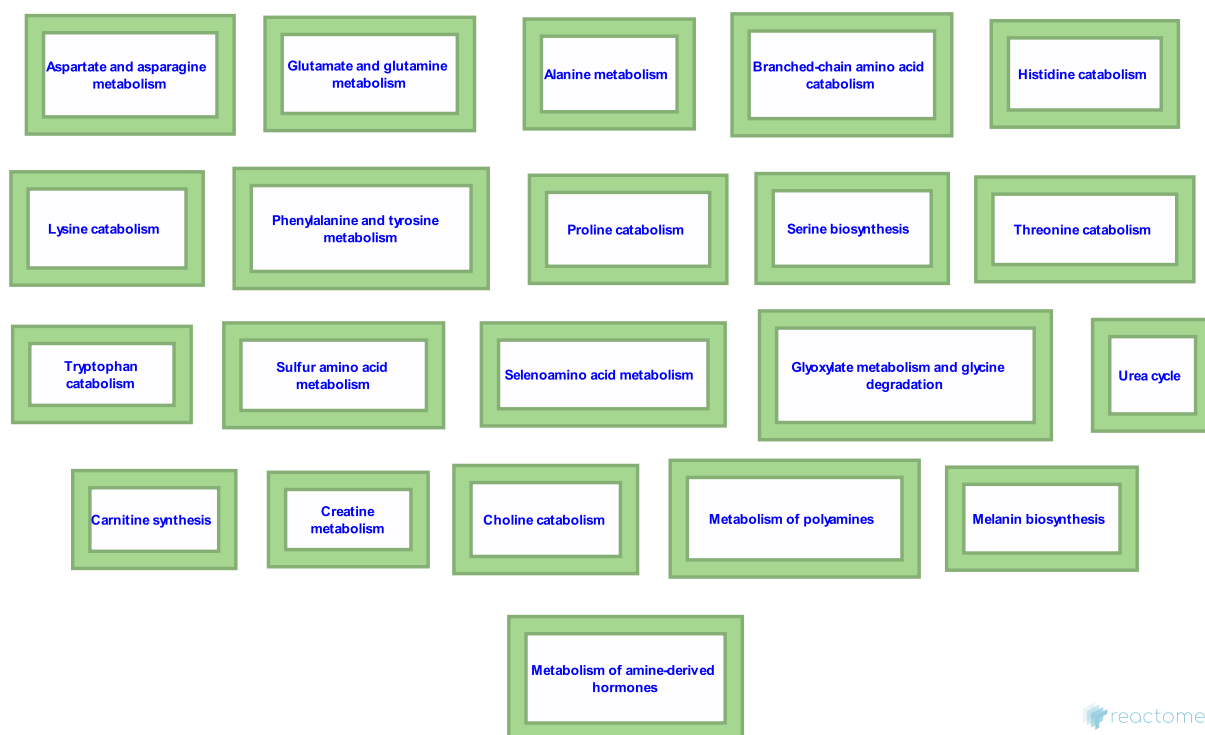 Aspartate and asparagine
metabolism
Glutamate and glutamine
metabolism
Alanine metabolism
Branched-chain amino acid
catabolism
Histidine catabolism
Lysine catabolism
Phenylalanine and tyrosine
metabolism
Proline catabolism
Serine biosynthesis
Threonine catabolism
Tryptophan
catabolism
Sulfur amino acid
metabolism
Selenoamino acid metabolism
Glyoxylate metabolism and glycine
degradation
Urea cycle
Carnitine synthesis
Creatine
metabolism
Choline catabolism
Metabolism of polyamines
Melanin biosynthesis
Metabolism of amine-derived
hormones
reactome